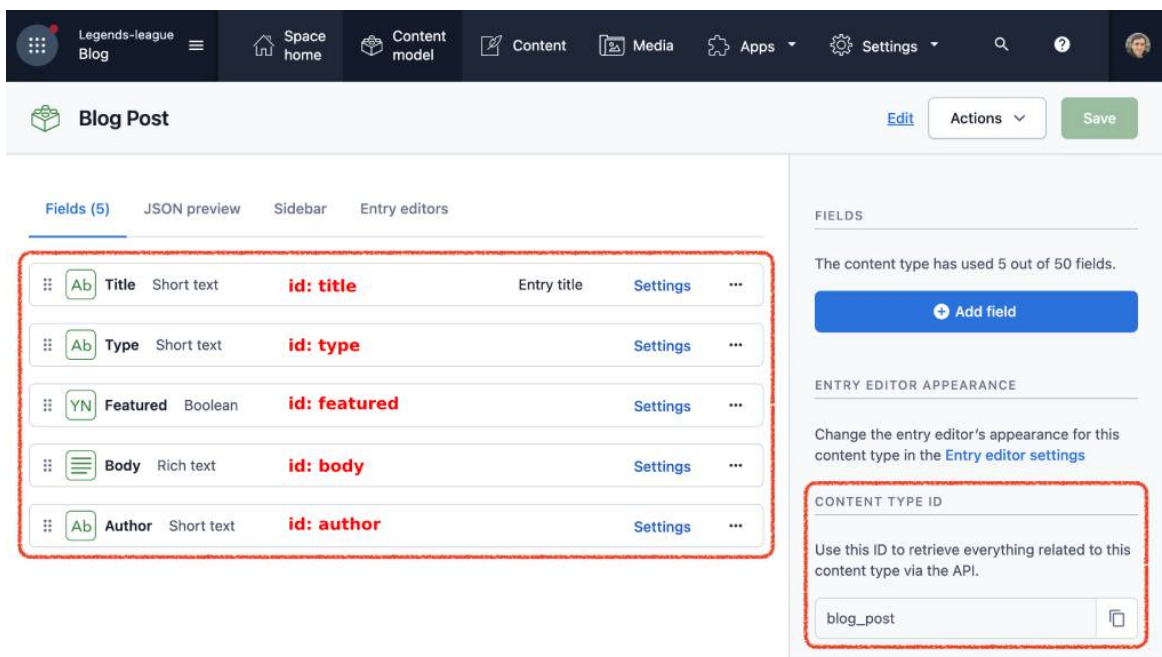 Legends-league
Blog
Space
home
Content
model
Content
Media
Apps
Settings
?
Blog Post
Edit
Actions
Save
Fields (5)
JSON preview
Sidebar
Entry editors
Ab Title Short text id: title Entry title Settings ...
Ab Type Short text id: type Settings ...
YN Featured Boolean id: featured Settings ...
Body Rich text id: body Settings ...
Ab Author Short text id: author Settings ...
FIELDS
The content type has used 5 out of 50 fields.
Add field
ENTRY EDITOR APPEARANCE
Change the entry editor's appearance for this
content type in the Entry editor settings
CONTENT TYPE ID
Use this ID to retrieve everything related to this
content type via the API.
blog_post